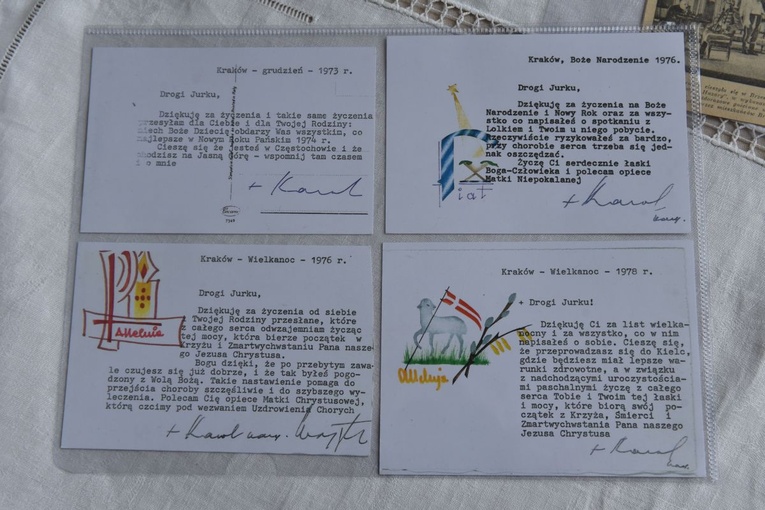 Kraków - grudzień - 1973 r.
Drogi Jurku,
Dziękuję za życzenia i takie same życzenia
przesyłam dla Ciebie i dla Twojej Rodziny:
niech Boże Dziecię obdarzy Was wszystkim, co
najlepsze w Nowym Roku Pańskim 1974 r.
Cieszę się że jesteś w Częstochowie i że
chodzisz na Jasną Górę - wspomnij tam czasem
i o mnie
+ Karol
Kraków, Boże Narodzenie 1976.
Drogi Jurku,
Dziękuję za życzenia na Boże
Narodzenie i Nowy Rok oraz za wszy-
stko co napisałeś o spotkaniu z
Lolkiem i Twoim u niego pobycie.
Rzeczywiście ryzykowałeś za bardzo,
przy chorobie serca trzeba się jed-
nak oszczędzać.
Życzę Ci serdecznie łaski
Boga-Człowieka i polecam opiece
Matki Niepokalanej
fiat
+ Karol
kard.
Kraków - Wielkanoc - 1976 r.
Alleluia
Drogi Jurku,
Dziękuję za życzenia od siebie
Twojej Rodziny przesłane, które
z całego serca odwzajemniam życząc
tej mocy, która bierze początek w
Krzyżu i Zmartwychwstaniu Pana nasze-
go Jezusa Chrystusa.
Bogu dzięki, że po przebytym zawa-
le czujesz się już dobrze, i że tak byłeś pogo-
dzony z Wolą Bożą. Takie nastawienie pomaga do
przejścia choroby szczęśliwie i do szybszego wy-
leczenia. Polecam Cię opiece Matki Chrystusowej,
którą czcimy pod wezwaniem Uzdrowienia Chorych
+ Karol kard. Wojtyła
Kraków - Wielkanoc - 1978 r.
+ Drogi Jurku!
Dziękuję Ci za list wielka-
nocny i za wszystko, co w nim
napisałeś o sobie. Cieszę się,
że przeprowadzasz się do Kielc,
gdzie będziesz miał lepsze wa-
runki zdrowotne, a w związku
z nadchodzącymi uroczystościa-
mi paschalnymi życzę z całego
serca Tobie i Twoim tej łaski
i mocy, które biorą swój po-
czątek z Krzyża, Śmierci i
Zmartwychwstania Pana naszego
Jezusa Chrystusa
Alleluja
+ Karol
kard.